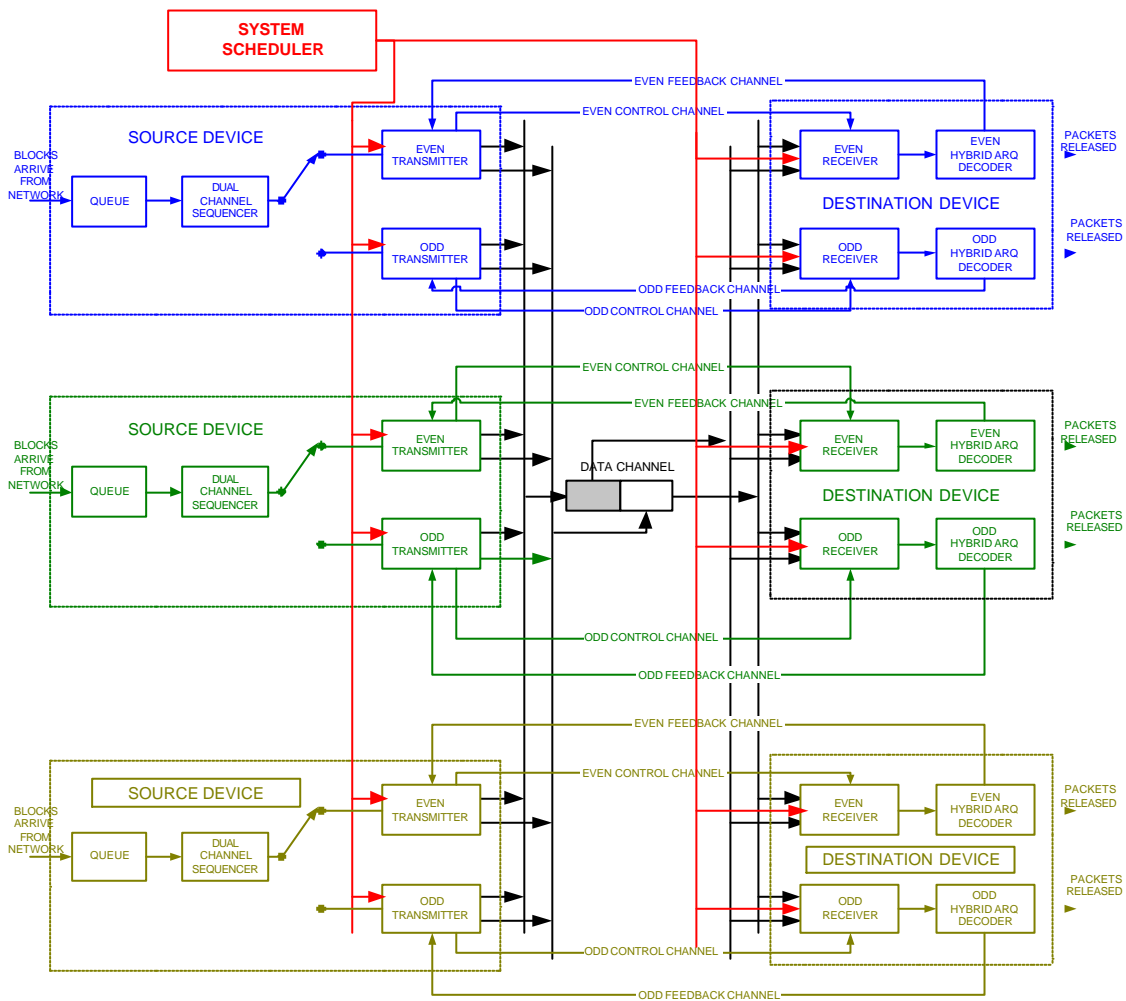 SYSTEM
SCHEDULER
EVEN FEEDBACK CHANNEL
EVEN CONTROL CHANNEL
SOURCE DEVICE
BLOCKS
ARRIVE
FROM
NETWORK
QUEUE
DUAL
CHANNEL
SEQUENCER
EVEN
TRANSMITTER
ODD
TRANSMITTER
EVEN
RECEIVER
EVEN
HYBRID ARQ
DECODER
PACKETS
RELEASED
DESTINATION DEVICE
ODD
RECEIVER
ODD
HYBRID ARQ
DECODER
PACKETS
RELEASED
ODD FEEDBACK CHANNEL
ODD CONTROL CHANNEL
EVEN CONTROL CHANNEL
EVEN FEEDBACK CHANNEL
SOURCE DEVICE
BLOCKS
ARRIVE
FROM
NETWORK
QUEUE
DUAL
CHANNEL
SEQUENCER
EVEN
TRANSMITTER
ODD
TRANSMITTER
DATA CHANNEL
EVEN
RECEIVER
EVEN
HYBRID ARQ
DECODER
PACKETS
RELEASED
DESTINATION DEVICE
ODD
RECEIVER
ODD
HYBRID ARQ
DECODER
PACKETS
RELEASED
ODD CONTROL CHANNEL
ODD FEEDBACK CHANNEL
EVEN FEEDBACK CHANNEL
EVEN CONTROL CHANNEL
SOURCE DEVICE
BLOCKS
ARRIVE
FROM
NETWORK
QUEUE
DUAL
CHANNEL
SEQUENCER
EVEN
TRANSMITTER
ODD
TRANSMITTER
EVEN
RECEIVER
EVEN
HYBRID ARQ
DECODER
PACKETS
RELEASED
DESTINATION DEVICE
ODD
RECEIVER
ODD
HYBRID ARQ
DECODER
PACKETS
RELEASED
ODD CONTROL CHANNEL
ODD FEEDBACK CHANNEL